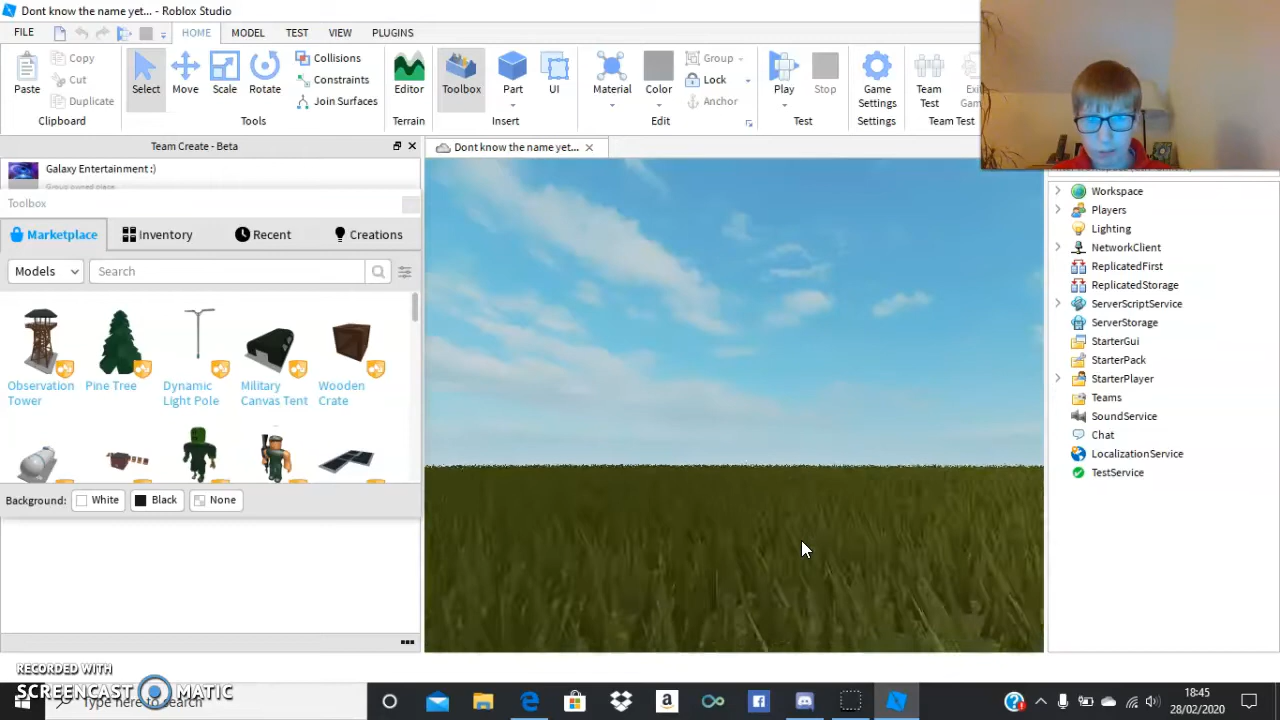 Dont know the name yet... - Roblox Studio
FILE HOME MODEL TEST VIEW PLUGINS
Paste Copy Cut Duplicate Clipboard
Select Move Scale Rotate Collisions Constraints Join Surfaces Tools
Editor Terrain
Toolbox Part UI Insert
Material Color Group Lock Anchor Edit
Play Stop Test
Game Settings Settings
Team Test Team Test
Team Create - Beta
Dont know the name yet...
Galaxy Entertainment :)
Group owned place.
Toolbox
Marketplace Inventory Recent Creations
Models Search
Observation Tower
Pine Tree
Dynamic Light Pole
Military Canvas Tent
Wooden Crate
Background: White Black None
Workspace
Players
Lighting
NetworkClient
ReplicatedFirst
ReplicatedStorage
ServerScriptService
ServerStorage
StarterGui
StarterPack
StarterPlayer
Teams
SoundService
Chat
LocalizationService
TestService
RECORDED WITH
SCREENCAST MATIC
Type here to search
18:45
28/02/2020